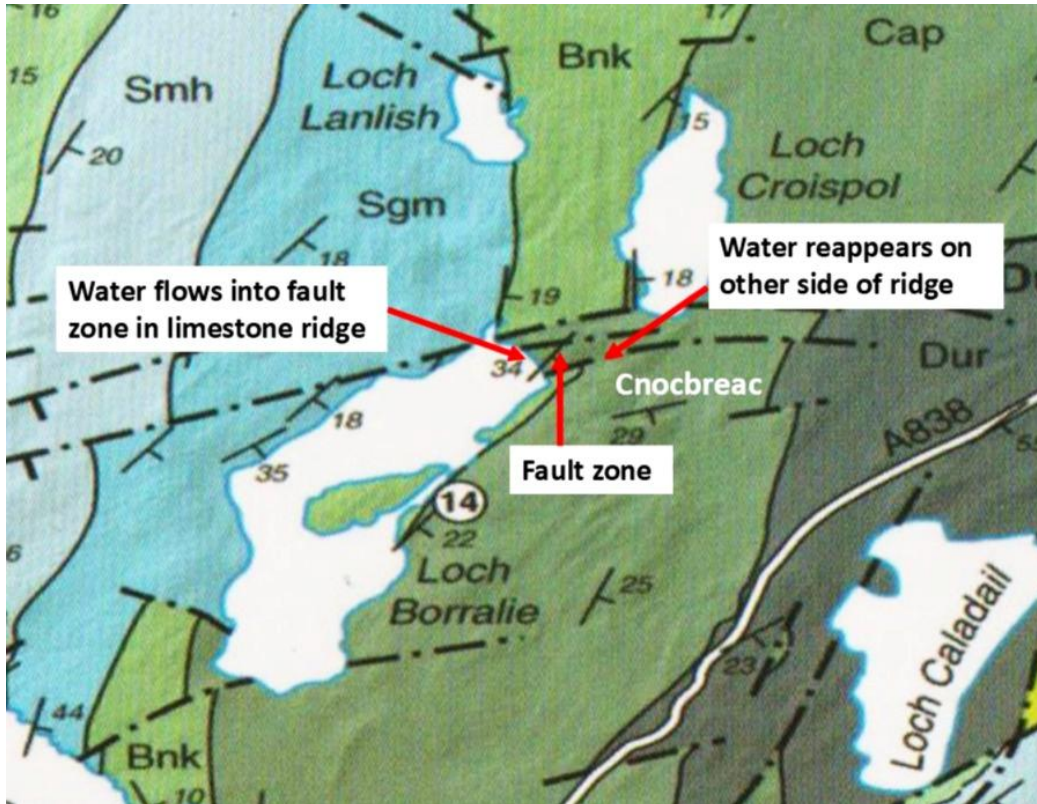 16
17
Cap
Bnk
15
Smh
Loch
Lanlish
20
15
Loch
Croispol
Sgm
18
Water reappears on
other side of ridge
Water flows into fault
zone in limestone ridge
18
19
34
Dur
Cnocbreac
18
29
A838
35
Fault zone
55
14
22
Loch
Borralie
25
6
23
Loch Caladail
44
Bnk
10